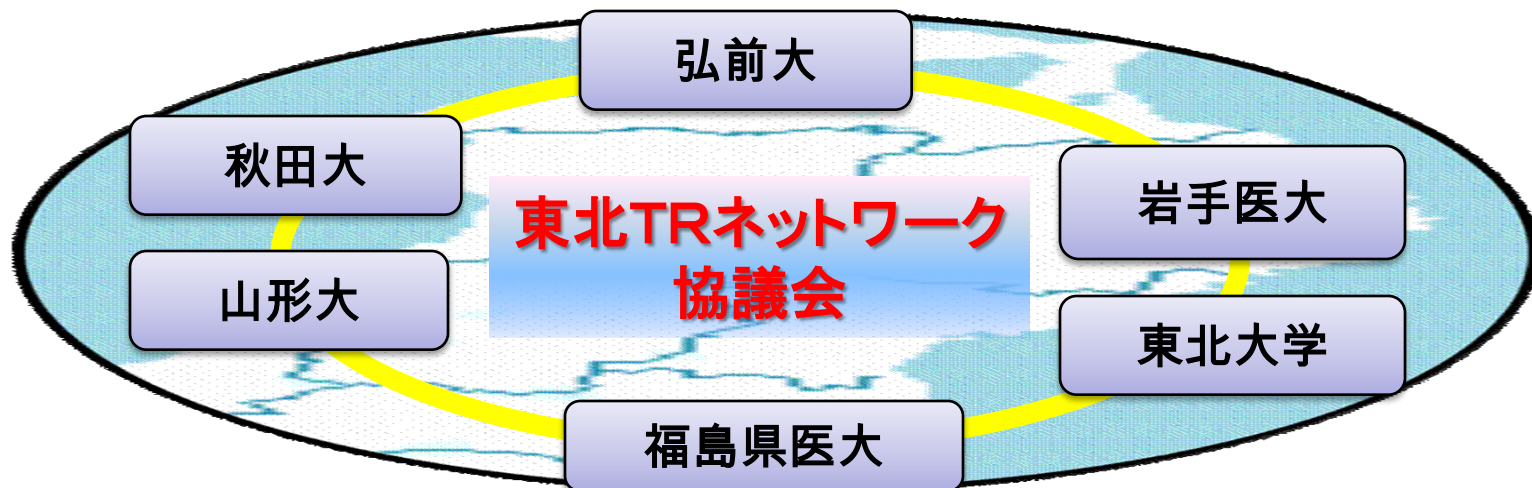 弘前大
秋田大
岩手医大
東北TRネットワーク
協議会
山形大
東北大学
福島県医大